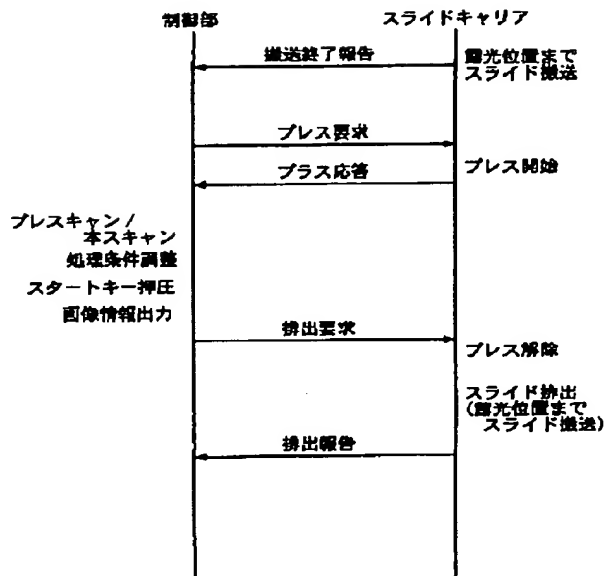 制御部
スライドキャリア
搬送終了報告
露光位置まで
スライド搬送
プレス要求
プラス応答
プレス開始
プレスキャン/
本スキャン
処理条件調整
スタートキー押圧
画像情報出力
排出要求
プレス解除
スライド排出
(露光位置まで
スライド搬送)
排出報告